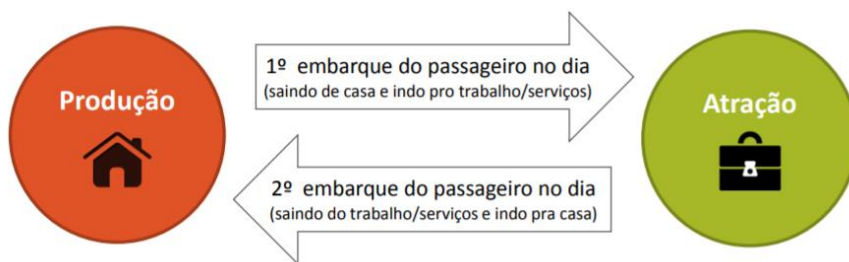 Produção
1º embarque do passageiro no dia
(saindo de casa e indo pro trabalho/serviços)
Atração
2º embarque do passageiro no dia
(saindo do trabalho/serviços e indo pra casa)